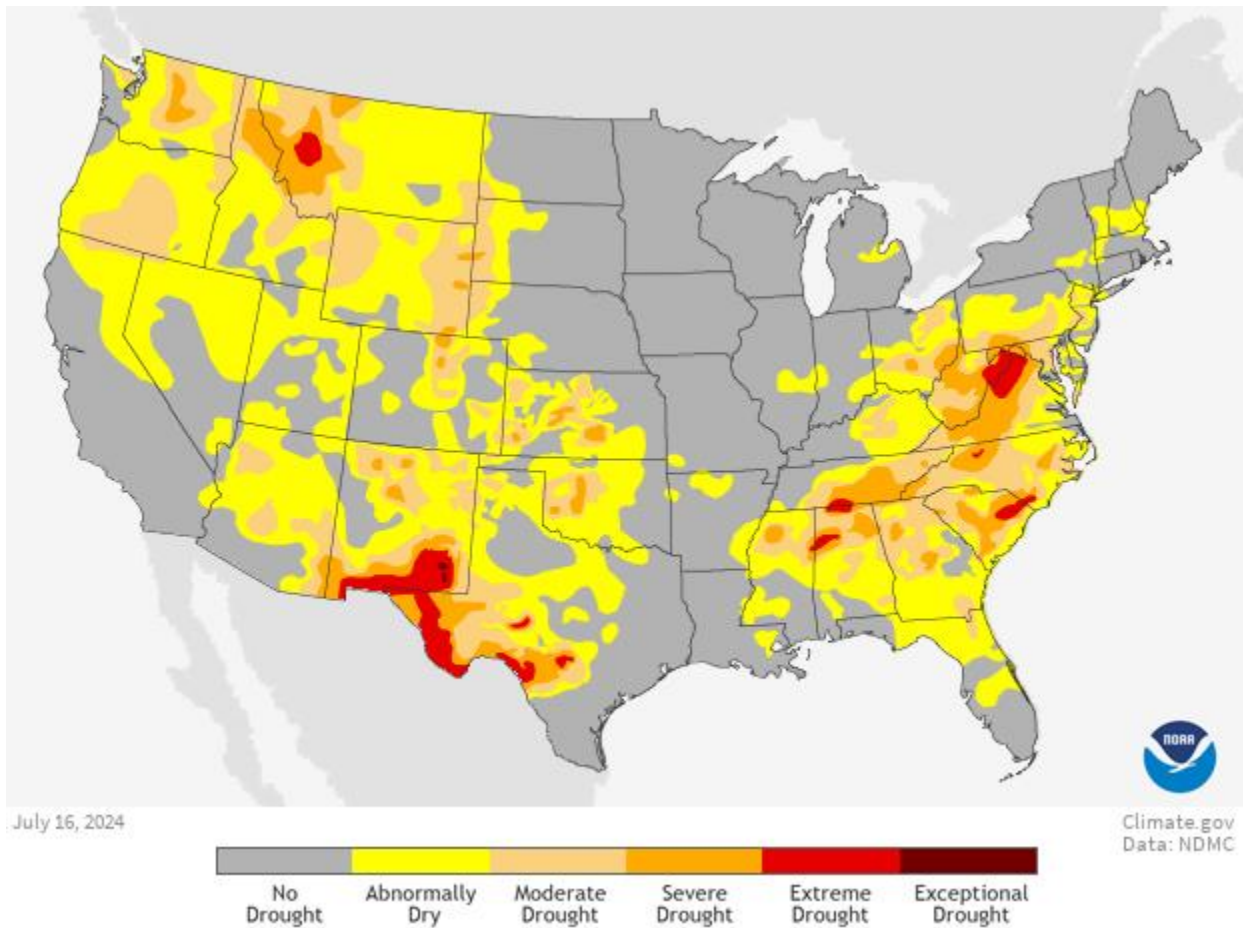 NOAA
July 16, 2024
Climate.gov
Data: NDMC
No
Drought
Abnormally
Dry
Moderate
Drought
Severe
Drought
Extreme
Drought
Exceptional
Drought